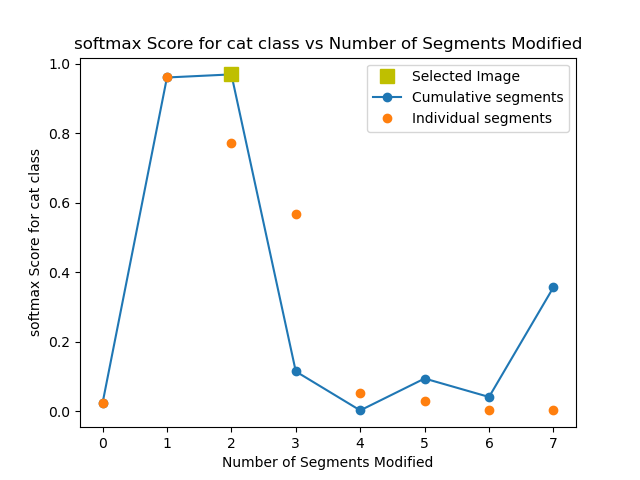 softmax Score for cat class vs Number of Segments Modified
Selected Image
Cumulative segments
Individual segments
softmax Score for cat class
1.0
0.8
0.6
0.4
0.2
0.0
0 1 2 3 4 5 6 7
Number of Segments Modified